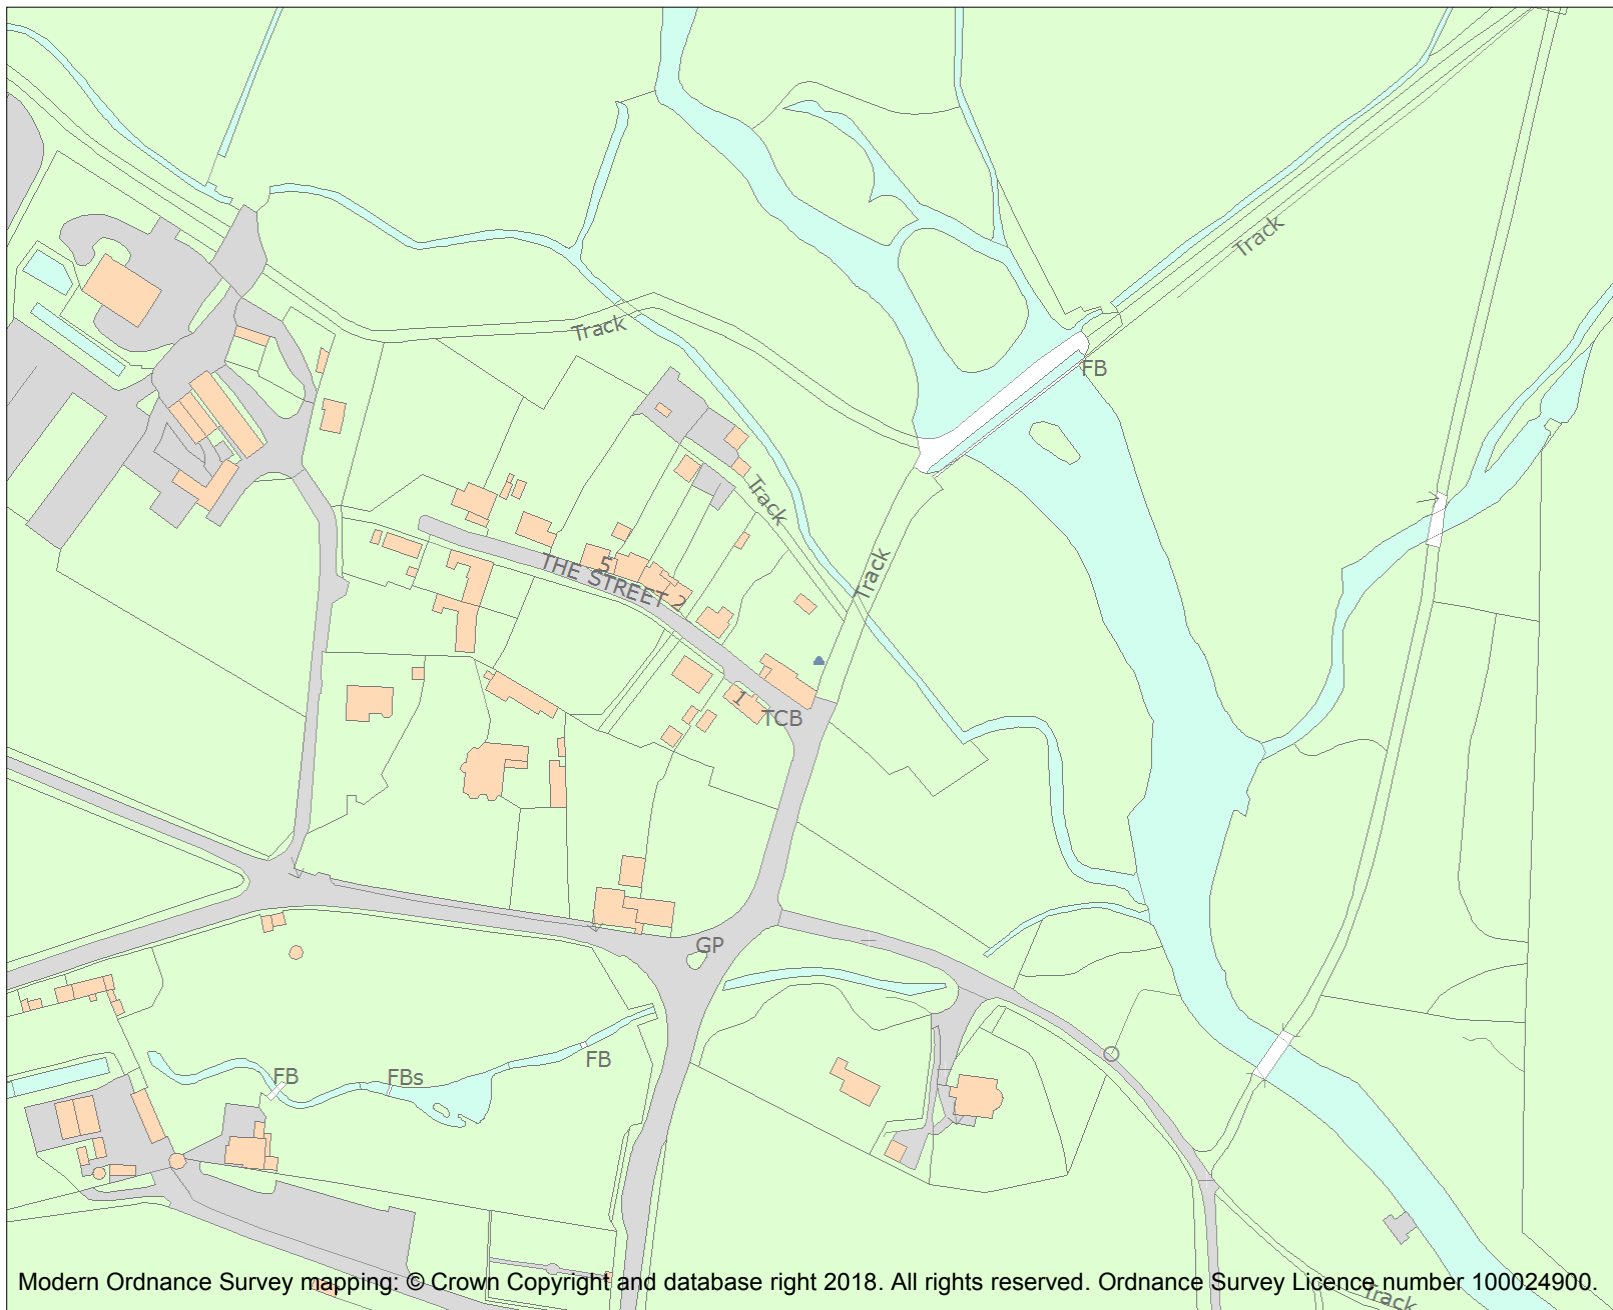 Track
Track
FB
Track
Track
5
THE STREET 2
1
TCB
GP
FB
FB
FBs
Track
Modern Ordnance Survey mapping: © Crown Copyright and database right 2018. All rights reserved. Ordnance Survey Licence number 100024900.